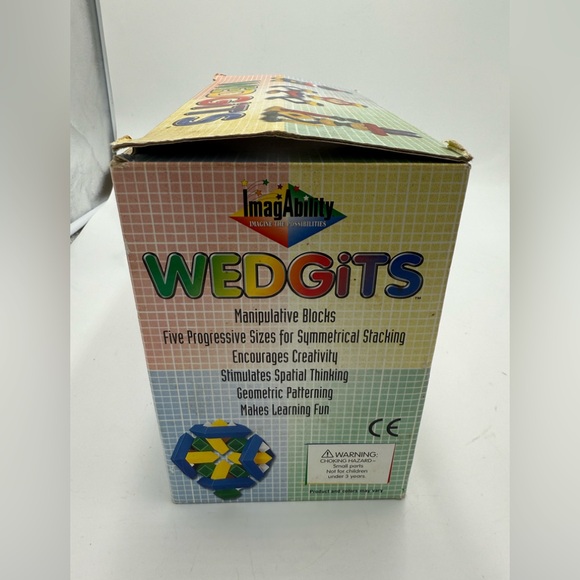 WEDGiTS
ImagAbility
IMAGINE THE POSSIBILITIES
WEDGiTS™
Manipulative Blocks
Five Progressive Sizes for Symmetrical Stacking
Encourages Creativity
Stimulates Spatial Thinking
Geometric Patterning
Makes Learning Fun
CE
⚠ WARNING:
CHOKING HAZARD–
Small parts
Not for children
under 3 years
Product and colors may vary.